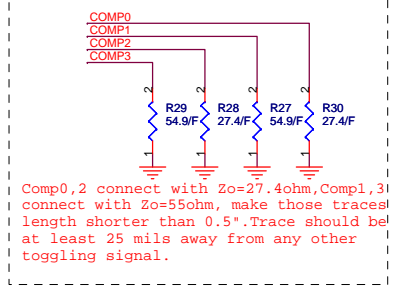 COMP0
COMP1
COMP2
COMP3
2 2 2 2
R29 R28 R27 R30
54.9/F 27.4/F 54.9/F 27.4/F
1 1 1 1
Comp0,2 connect with Zo=27.4ohm,Comp1,3
connect with Zo=55ohm, make those traces
length shorter than 0.5".Trace should be
at least 25 mils away from any other
toggling signal.